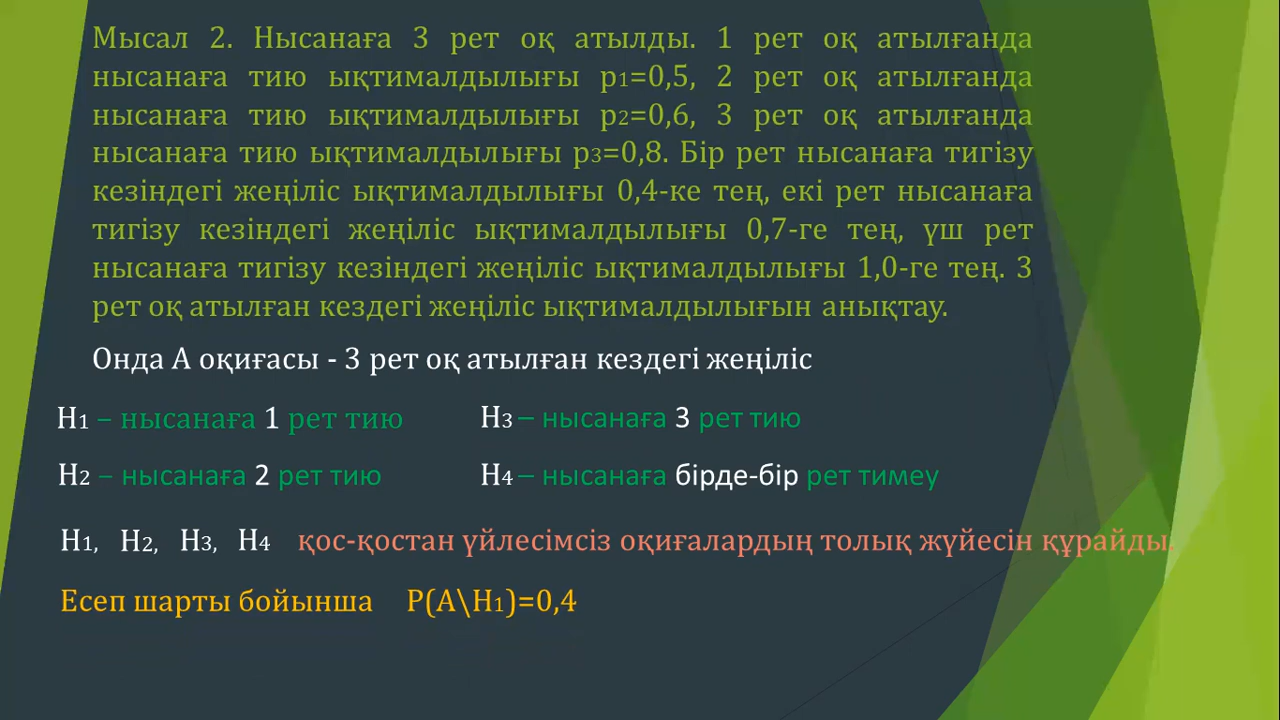 Мысал 2. Нысанаға 3 рет оқ атылды. 1 рет оқ атылғанда
нысанаға тию ықтималдылығы p1=0,5, 2 рет оқ атылғанда
нысанаға тию ықтималдылығы p2=0,6, 3 рет оқ атылғанда
нысанаға тию ықтималдылығы p3=0,8. Бір рет нысанаға тигізу
кезіндегі жеңіліс ықтималдылығы 0,4-ке тең, екі рет нысанаға
тигізу кезіндегі жеңіліс ықтималдылығы 0,7-ге тең, үш рет
нысанаға тигізу кезіндегі жеңіліс ықтималдылығы 1,0-ге тең. 3
рет оқ атылған кездегі жеңіліс ықтималдылығын анықтау.
Онда А оқиғасы - 3 рет оқ атылған кездегі жеңіліс
H1 – нысанаға 1 рет тию
H3 – нысанаға 3 рет тию
H2 – нысанаға 2 рет тию
H4 – нысанаға бірде-бір рет тимеу
H1, H2, H3, H4 қос-қостан үйлесімсіз оқиғалардың толық жүйесін құрайды.
Есеп шарты бойынша P(A\H1)=0,4